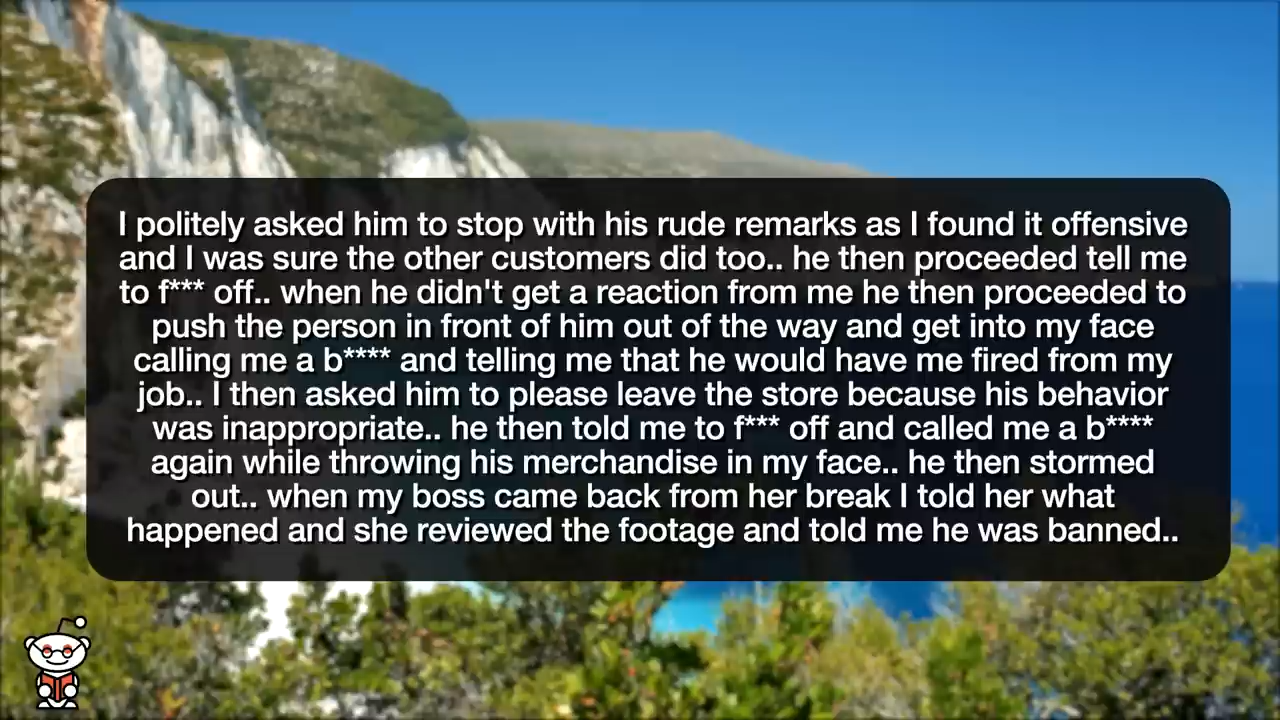 I politely asked him to stop with his rude remarks as I found it offensive
and I was sure the other customers did too.. he then proceeded tell me
to f*** off.. when he didn't get a reaction from me he then proceeded to
push the person in front of him out of the way and get into my face
calling me a b**** and telling me that he would have me fired from my
job.. I then asked him to please leave the store because his behavior
was inappropriate.. he then told me to f*** off and called me a b****
again while throwing his merchandise in my face.. he then stormed
out.. when my boss came back from her break I told her what
happened and she reviewed the footage and told me he was banned..